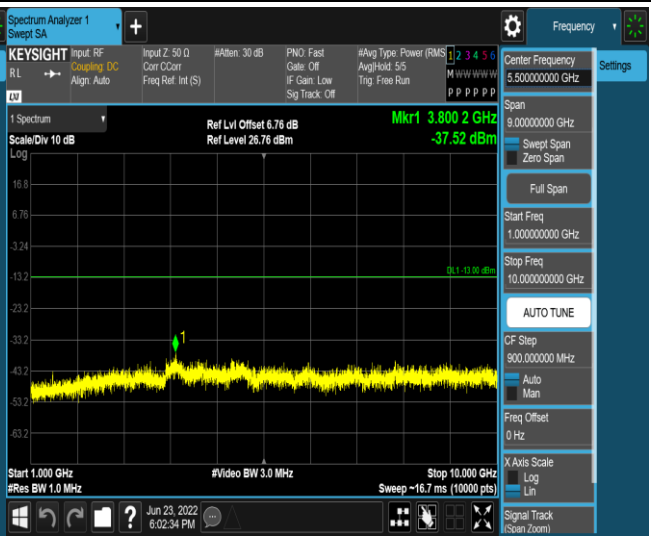 Spectrum Analyzer 1
Swept SA
+
Frequency
KEYSIGHT
RL
LXI
Input: RF
Coupling: DC
Align: Auto
Input Z: 50 Ω
Corr CCorr
Freq Ref: Int (S)
#Atten: 30 dB
PNO: Fast
Gate: Off
IF Gain: Low
Sig Track: Off
#Avg Type: Power (RMS
Avg|Hold: 5/5
Trig: Free Run
1 2 3 4 5 6
M W W W W W
P P P P P P
1 Spectrum
Scale/Div 10 dB
Log
Ref Lvl Offset 6.76 dB
Ref Level 26.76 dBm
Mkr1 3.800 2 GHz
-37.52 dBm
16.8
6.76
-3.24
-13.2
-23.2
-33.2
-43.2
-53.2
-63.2
DL1 -13.00 dBm
1
Start 1.000 GHz
#Res BW 1.0 MHz
#Video BW 3.0 MHz
Stop 10.000 GHz
Sweep ~16.7 ms (10000 pts)
?
Jun 23, 2022
6:02:34 PM
Center Frequency
5.500000000 GHz
Span
9.00000000 GHz
Swept Span
Zero Span
Full Span
Start Freq
1.000000000 GHz
Stop Freq
10.000000000 GHz
AUTO TUNE
CF Step
900.000000 MHz
Auto
Man
Freq Offset
0 Hz
X Axis Scale
Log
Lin
Signal Track
(Span Zoom)
Settings